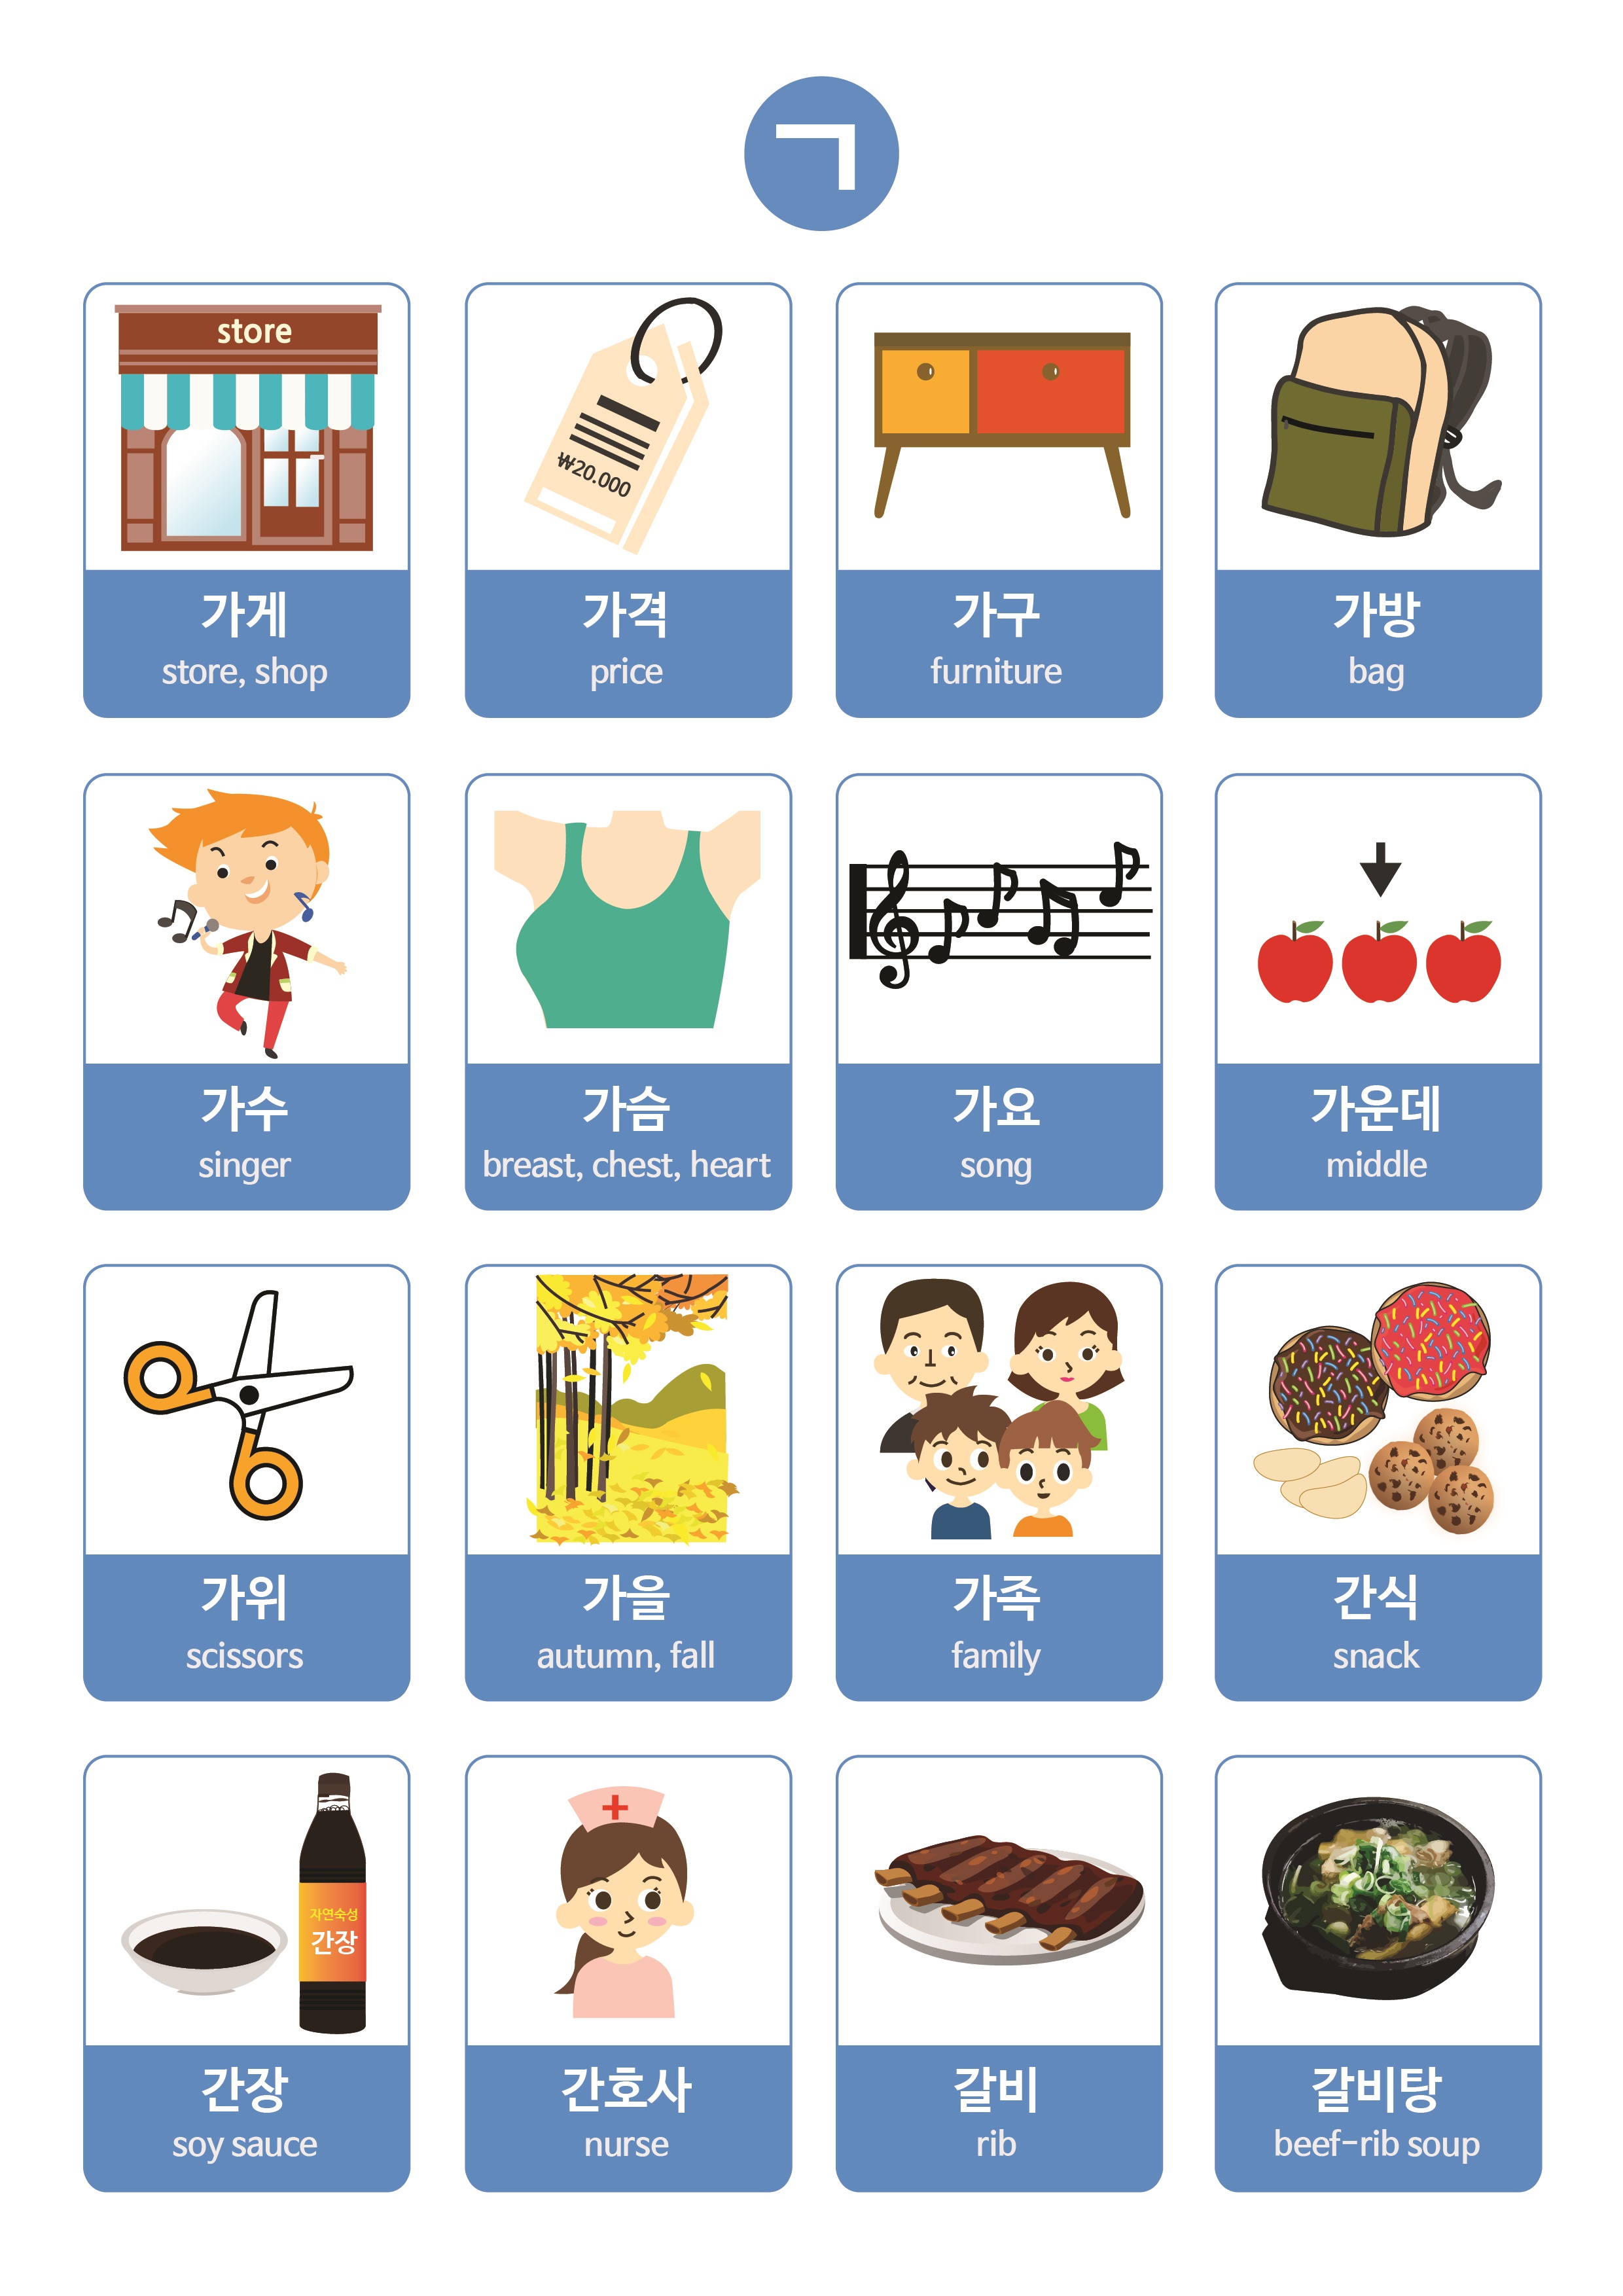 ㄱ
store
₩20.000
가게
store, shop
가격
price
가구
furniture
가방
bag
가수
singer
가슴
breast, chest, heart
가요
song
가운데
middle
가위
scissors
가을
autumn, fall
가족
family
간식
snack
자연숙성
간장
간장
soy sauce
간호사
nurse
갈비
rib
갈비탕
beef-rib soup